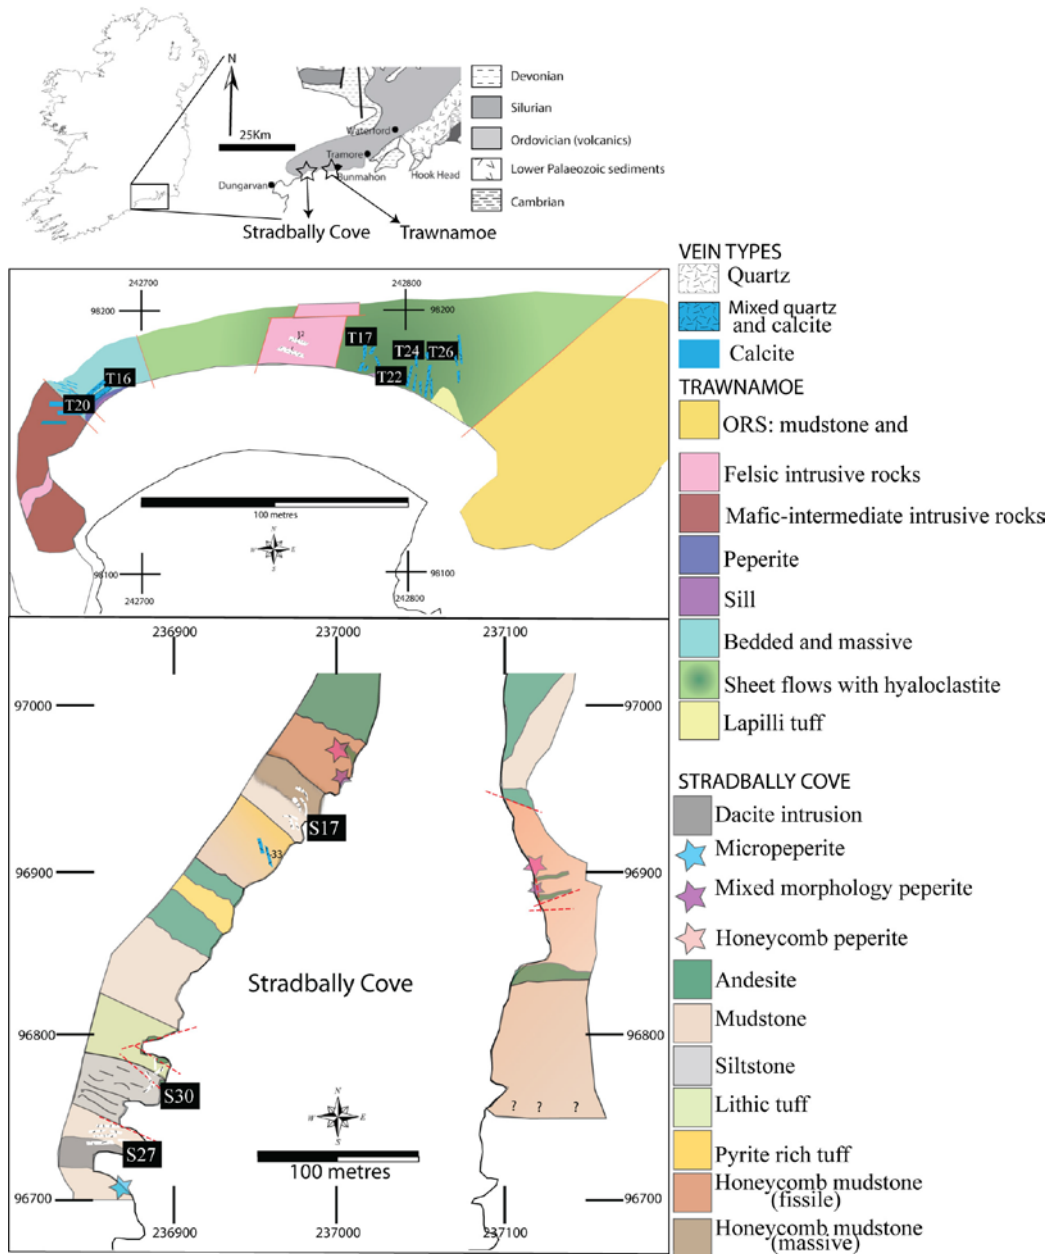 N
25Km
Waterford
Tramore
Bunmahon
Dungarvan
Hook Head
Stradbally Cove
Trawnamoe
Devonian
Silurian
Ordovician (volcanics)
Lower Palaeozoic sediments
Cambrian
VEIN TYPES
Quartz
Mixed quartz
and calcite
Calcite
TRAWNAMOE
ORS: mudstone and
Felsic intrusive rocks
Mafic-intermediate intrusive rocks
Peperite
Sill
Bedded and massive
Sheet flows with hyaloclastite
Lapilli tuff
STRADBALLY COVE
Dacite intrusion
Micropeperite
Mixed morphology peperite
Honeycomb peperite
Andesite
Mudstone
Siltstone
Lithic tuff
Pyrite rich tuff
Honeycomb mudstone
(fissile)
Honeycomb mudstone
(massive)
242700
242800
98200
98200
12
T17
T24
T26
T22
T16
T20
100 metres
N
W
E
S
98100
98100
242700
242800
236900
237000
237100
97000
97000
S17
33
96900
96900
Stradbally Cove
96800
96800
S30
N
W
E
S
? ? ?
S27
100 metres
96700
96700
236900
237000
237100